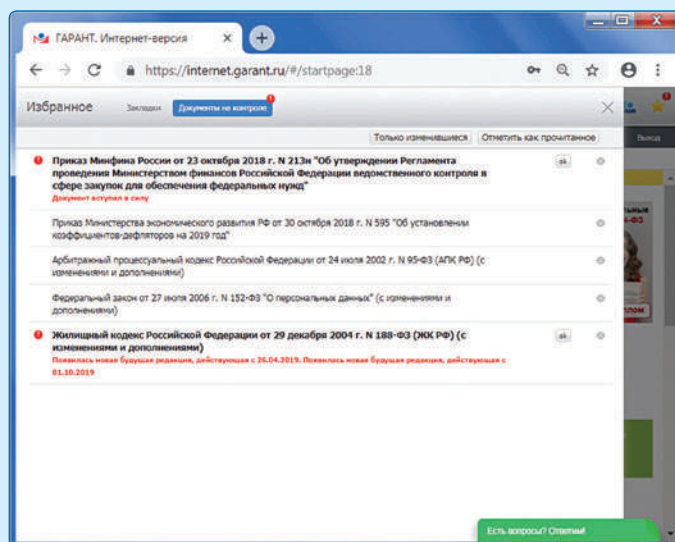 ГАРАНТ. Интернет-версия
https://internet.garant.ru/#/startpage:18
Избранное Закладки Документы на контроле
Только изменившиеся Отметить как прочитанное
Выход
Приказ Минфина России от 23 октября 2018 г. N 213н "Об утверждении Регламента
проведения Министерством финансов Российской Федерации ведомственного контроля в
сфере закупок для обеспечения федеральных нужд"
ok
Документ вступил в силу
Приказ Министерства экономического развития РФ от 30 октября 2018 г. N 595 "Об установлении
коэффициентов-дефляторов на 2019 год"
Арбитражный процессуальный кодекс Российской Федерации от 24 июля 2002 г. N 95-ФЗ (АПК РФ) (с
изменениями и дополнениями)
Федеральный закон от 27 июля 2006 г. N 152-ФЗ "О персональных данных" (с изменениями и
дополнениями)
Жилищный кодекс Российской Федерации от 29 декабря 2004 г. N 188-ФЗ (ЖК РФ) (с
изменениями и дополнениями)
ok
Появилась новая будущая редакция, действующая с 26.04.2019. Появилась новая будущая редакция, действующая с
01.10.2019
Есть вопросы? Ответим!